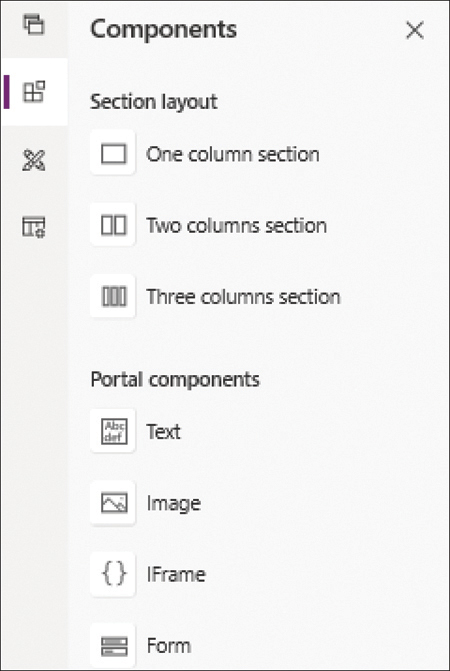 Components
Section layout
One column section
Two columns section
Three columns section
Portal components
Abc
def
Text
Image
IFrame
Form